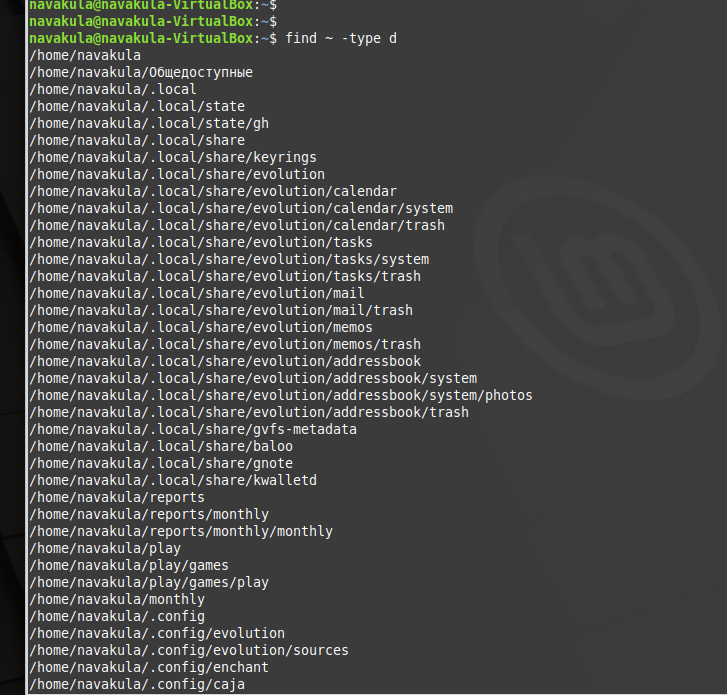 navakula@navakula-VirtualBox:~$
navakula@navakula-VirtualBox:~$
navakula@navakula-VirtualBox:~$ find ~ -type d
/home/navakula
/home/navakula/Общедоступные
/home/navakula/.local
/home/navakula/.local/state
/home/navakula/.local/state/gh
/home/navakula/.local/share
/home/navakula/.local/share/keyrings
/home/navakula/.local/share/evolution
/home/navakula/.local/share/evolution/calendar
/home/navakula/.local/share/evolution/calendar/system
/home/navakula/.local/share/evolution/calendar/trash
/home/navakula/.local/share/evolution/tasks
/home/navakula/.local/share/evolution/tasks/system
/home/navakula/.local/share/evolution/tasks/trash
/home/navakula/.local/share/evolution/mail
/home/navakula/.local/share/evolution/mail/trash
/home/navakula/.local/share/evolution/memos
/home/navakula/.local/share/evolution/memos/trash
/home/navakula/.local/share/evolution/addressbook
/home/navakula/.local/share/evolution/addressbook/system
/home/navakula/.local/share/evolution/addressbook/system/photos
/home/navakula/.local/share/evolution/addressbook/trash
/home/navakula/.local/share/gvfs-metadata
/home/navakula/.local/share/baloo
/home/navakula/.local/share/gnote
/home/navakula/.local/share/kwalletd
/home/navakula/reports
/home/navakula/reports/monthly
/home/navakula/reports/monthly/monthly
/home/navakula/play
/home/navakula/play/games
/home/navakula/play/games/play
/home/navakula/monthly
/home/navakula/.config
/home/navakula/.config/evolution
/home/navakula/.config/evolution/sources
/home/navakula/.config/enchant
/home/navakula/.config/caja